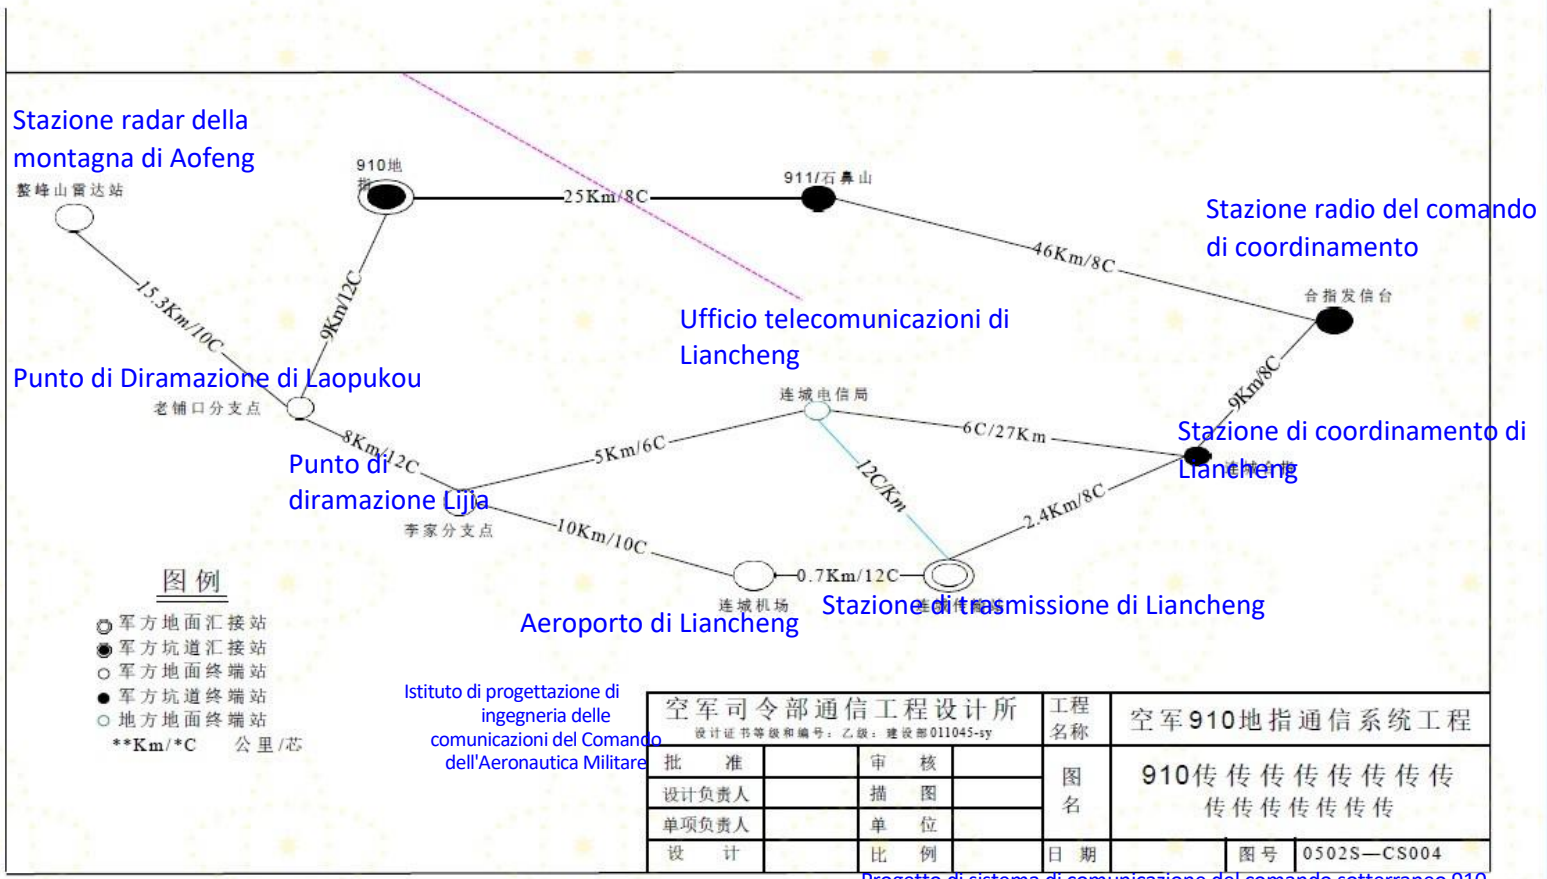 Stazione radar della
montagna di Aofeng
鳌峰山雷达站
910地
指
25Km/8C
911/石鼻山
46Km/8C
Stazione radio del comando
di coordinamento
合指发信台
15.3Km/10C
9Km/12C
Ufficio telecomunicazioni di
Liancheng
连城电信局
Punto di Diramazione di Laopukou
老铺口分支点
9Km/8C
8Km/12C
5Km/6C
6C/27Km
Stazione di coordinamento di
Liancheng
连城合指
Punto di
diramazione Lijia
李家分支点
12C/Km
2.4Km/8C
10Km/10C
0.7Km/12C
连城机场
Aeroporto di Liancheng
Stazione di trasmissione di Liancheng
图例
军方地面汇接站
军方坑道汇接站
军方地面终端站
军方坑道终端站
地方地面终端站
**Km/*C 公里/芯
Istituto di progettazione di
ingegneria delle
comunicazioni del Comando
dell'Aeronautica Militare
空军司令部通信工程设计所
设计证书等级和编号：乙级：建设部011045-sy
工程
名称
空军910地指通信系统工程
批准
审核
图
名
910传传传传传传传传
传传传传传传传
设计负责人
描图
单项负责人
单位
设计
比例
日期
图号
0502S—CS004
Progetto di sistema di comunicazione del comando sotterraneo 910